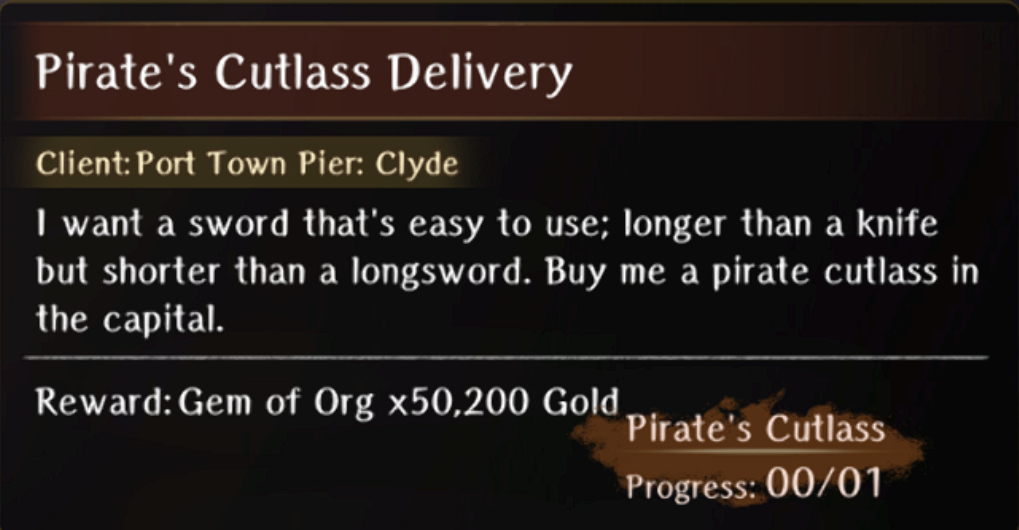 Pirate's Cutlass Delivery
Client: Port Town Pier: Clyde
I want a sword that's easy to use; longer than a knife
but shorter than a longsword. Buy me a pirate cutlass in
the capital.
Reward: Gem of Org x50,200 Gold
Pirate's Cutlass
Progress: 00/01